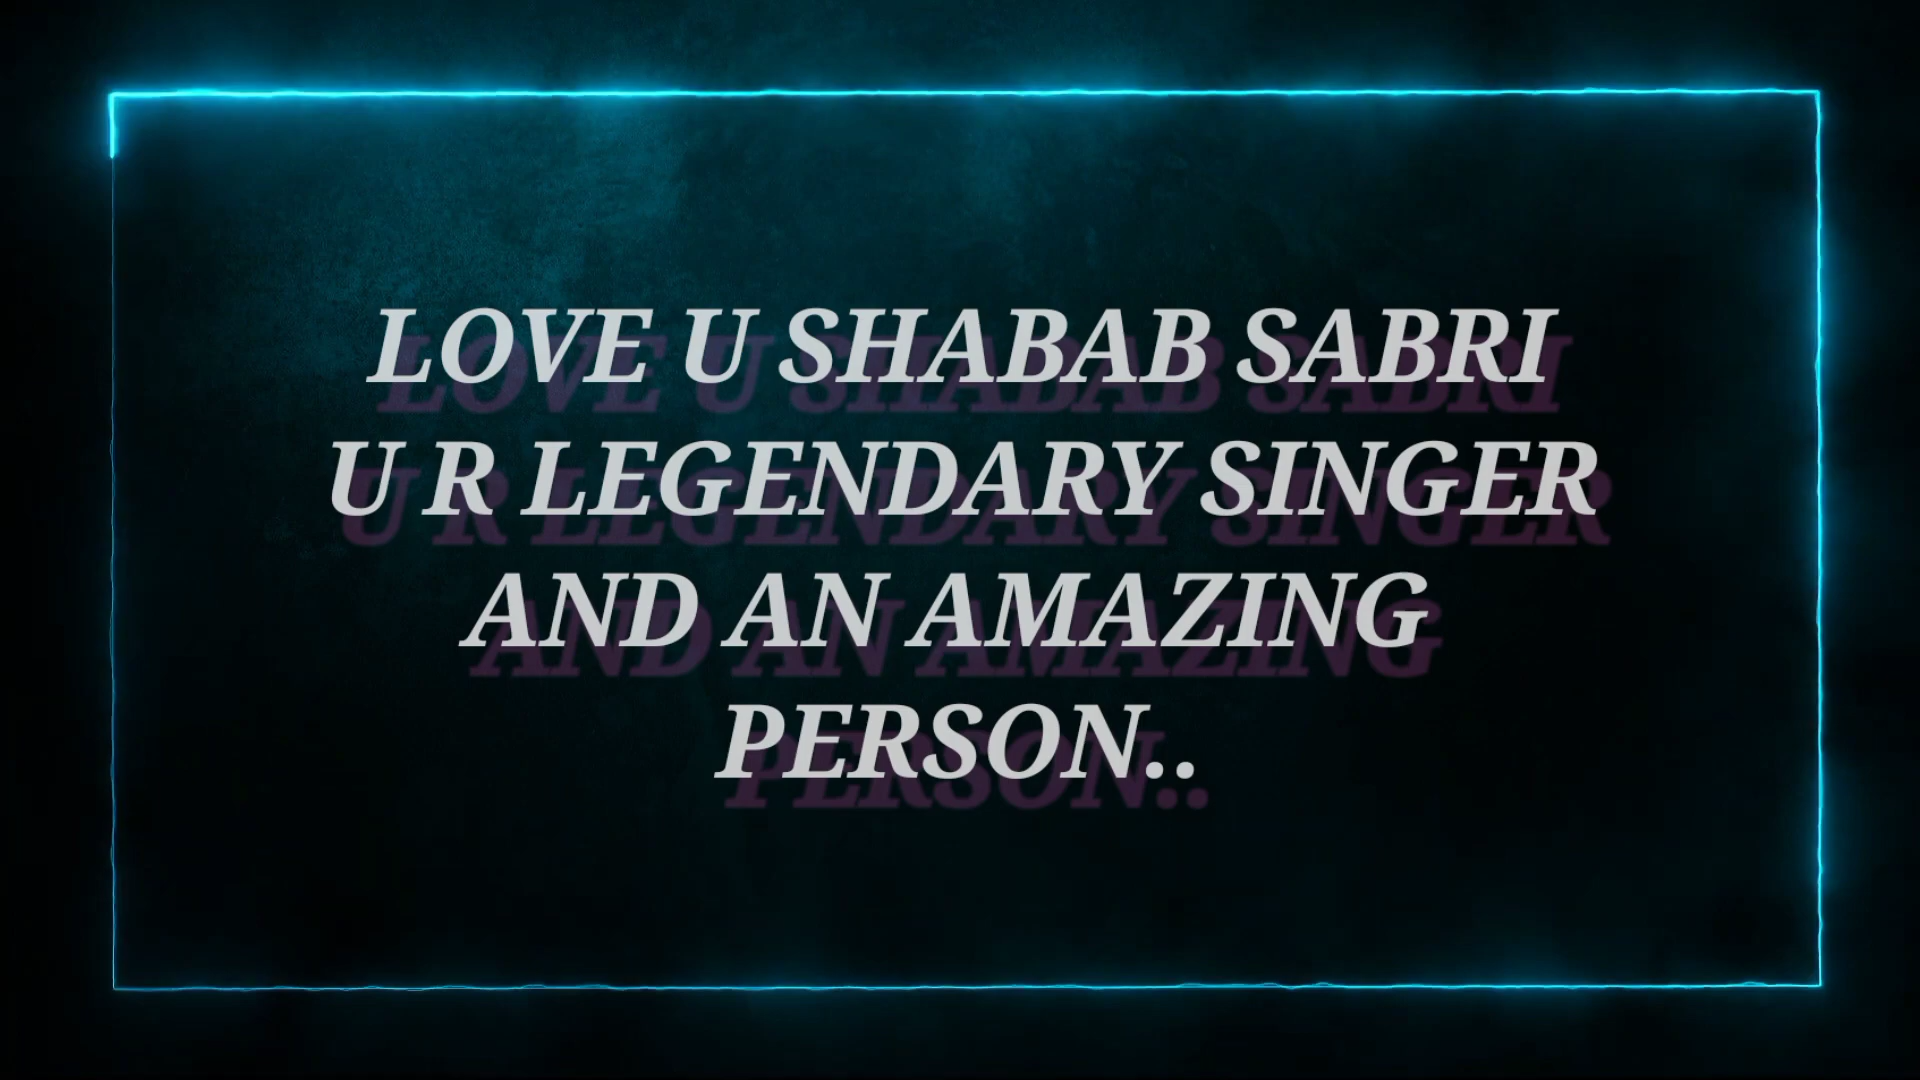 LOVE U SHABAB SABRI
U R LEGENDARY SINGER
AND AN AMAZING
PERSON..